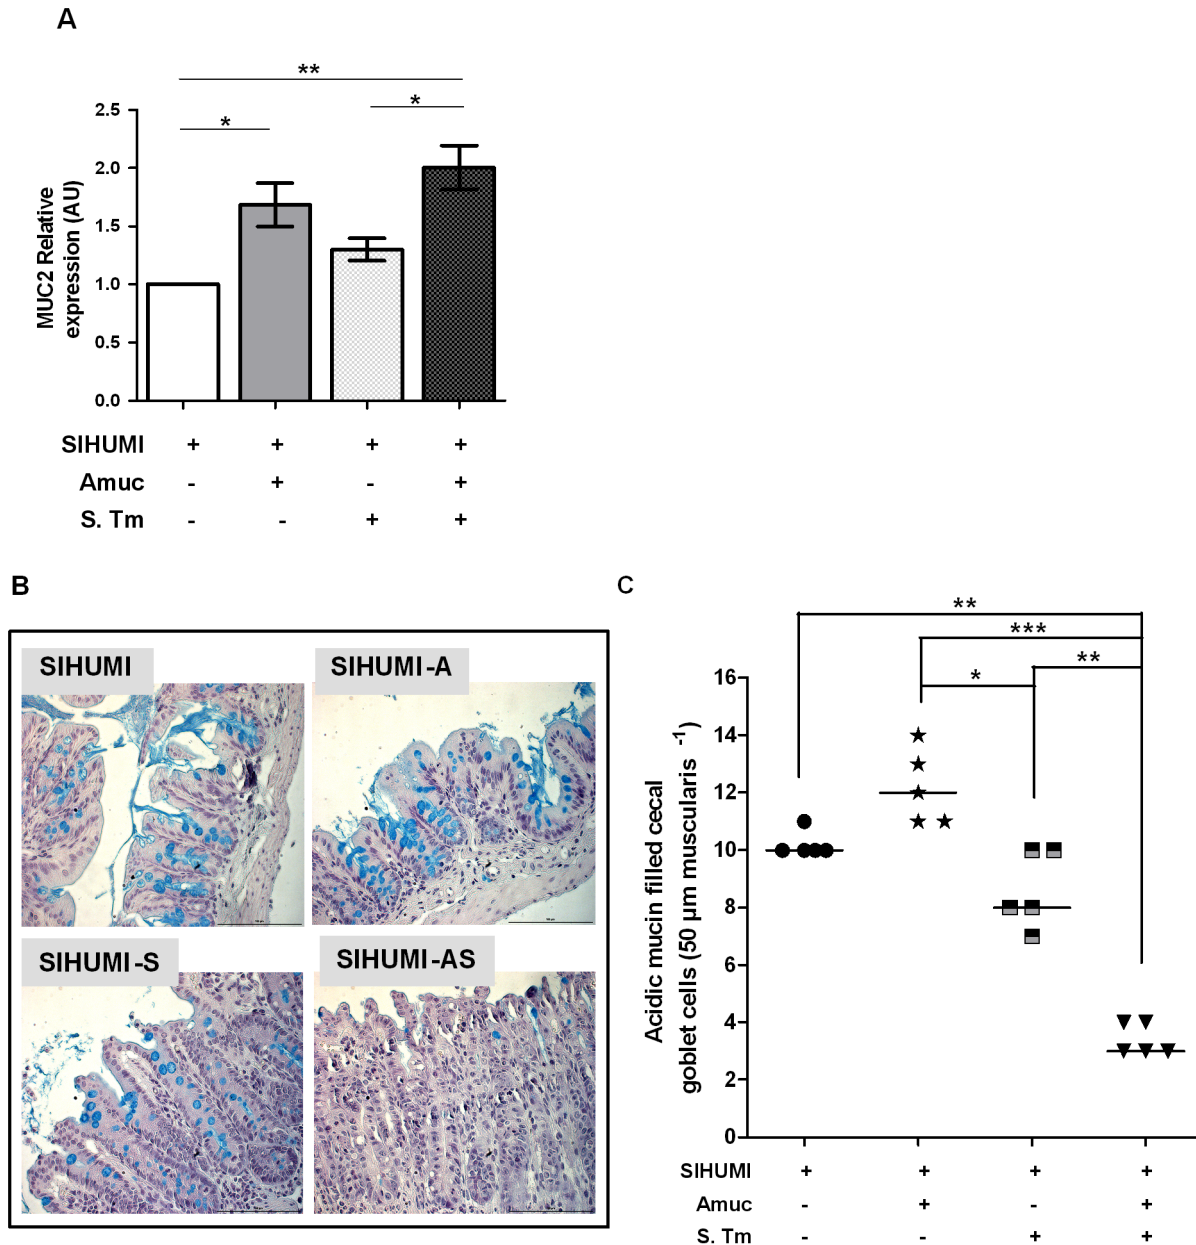 A
**
*
*
2.5
2.0
1.5
1.0
0.5
0.0
MUC2 Relative
expression (AU)
SIHUMI + + + +
Amuc - + - +
S. Tm - - + +
B
SIHUMI
SIHUMI-A
SIHUMI-S
SIHUMI-AS
C
**
***
**
*
16
14
12
10
8
6
4
2
0
Acidic mucin filled cecal
goblet cells (50 µm muscularis -1)
SIHUMI + + + +
Amuc - + - +
S. Tm - - + +